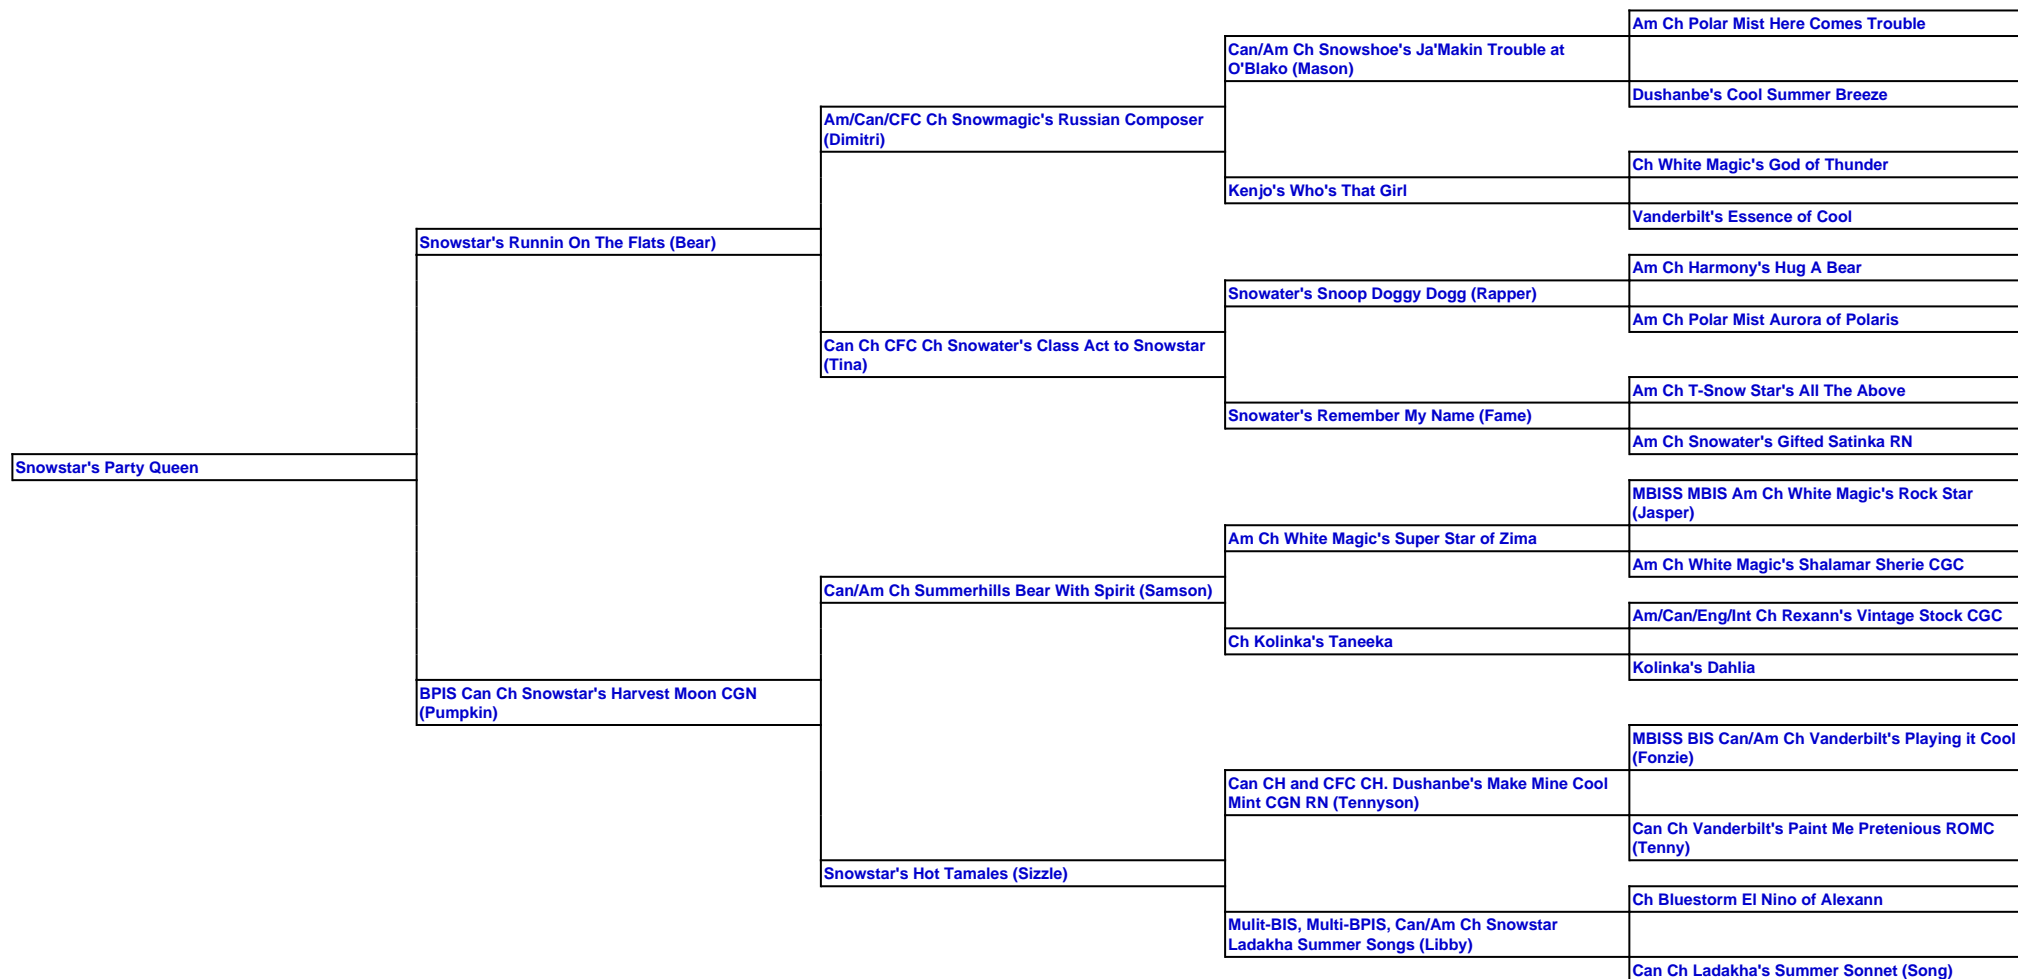 Am Ch Polar Mist Here Comes Trouble
Can/Am Ch Snowshoe's Ja'Makin Trouble at
O'Blako (Mason)
Dushanbe's Cool Summer Breeze
Am/Can/CFC Ch Snowmagic's Russian Composer
(Dimitri)
Ch White Magic's God of Thunder
Kenjo's Who's That Girl
Vanderbilt's Essence of Cool
Snowstar's Runnin On The Flats (Bear)
Am Ch Harmony's Hug A Bear
Snowater's Snoop Doggy Dogg (Rapper)
Am Ch Polar Mist Aurora of Polaris
Can Ch CFC Ch Snowater's Class Act to Snowstar
(Tina)
Am Ch T-Snow Star's All The Above
Snowater's Remember My Name (Fame)
Am Ch Snowater's Gifted Satinka RN
Snowstar's Party Queen
MBISS MBIS Am Ch White Magic's Rock Star
(Jasper)
Am Ch White Magic's Super Star of Zima
Am Ch White Magic's Shalamar Sherie CGC
Can/Am Ch Summerhills Bear With Spirit (Samson)
Am/Can/Eng/Int Ch Rexann's Vintage Stock CGC
Ch Kolinka's Taneeka
Kolinka's Dahlia
BPIS Can Ch Snowstar's Harvest Moon CGN
(Pumpkin)
MBISS BIS Can/Am Ch Vanderbilt's Playing it Cool
(Fonzie)
Can CH and CFC CH. Dushanbe's Make Mine Cool
Mint CGN RN (Tennyson)
Can Ch Vanderbilt's Paint Me Pretenious ROMC
(Tenny)
Snowstar's Hot Tamales (Sizzle)
Ch Bluestorm El Nino of Alexann
Mulit-BIS, Multi-BPIS, Can/Am Ch Snowstar
Ladakha Summer Songs (Libby)
Can Ch Ladakha's Summer Sonnet (Song)